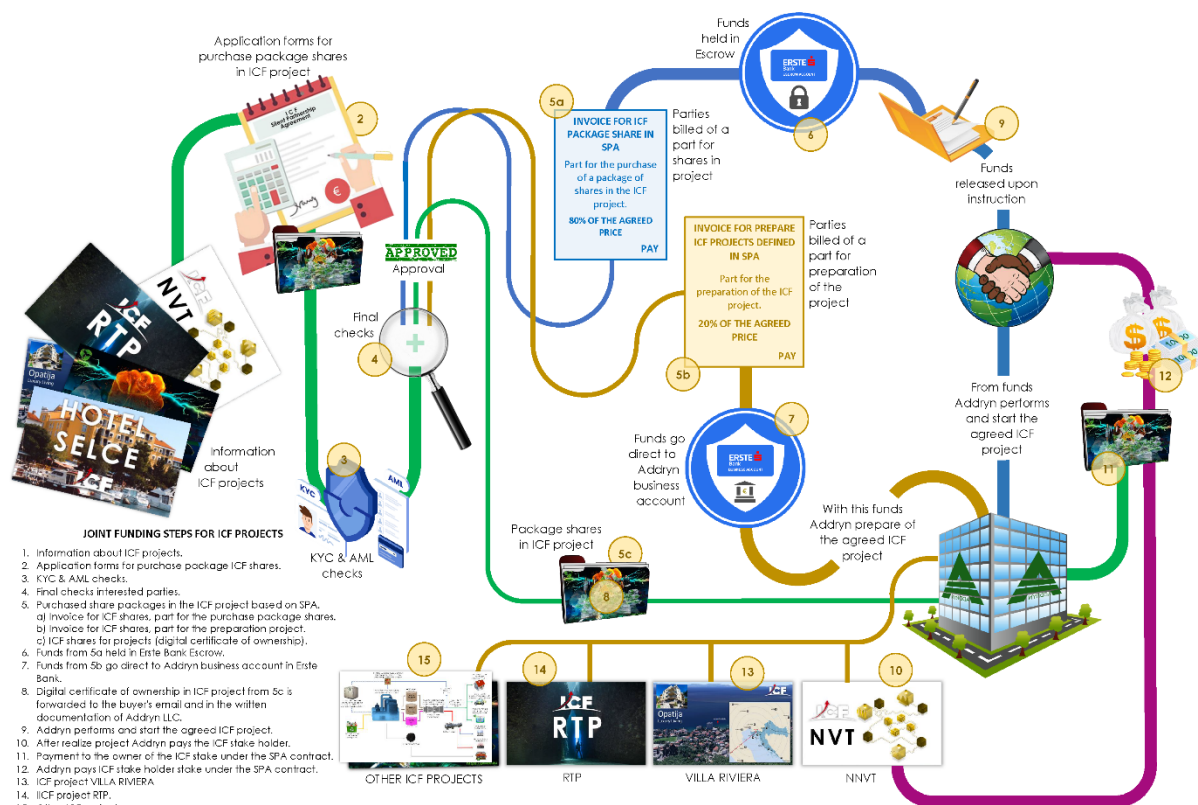 Application forms for
purchase package shares
in ICF project
2
I C F
Silent Partnership
Agreement
€
ICF
RTP
ICF
NVT
Opatija
Luxury home
HOTEL
SELCE
ICF
Information
about
ICF projects
APPROVED
Approval
Final
checks
4
3
KYC
AML
KYC & AML
checks
5a
INVOICE FOR ICF
PACKAGE SHARE IN
SPA
Part for the purchase
of a package of
shares in the ICF
project.
80% OF THE AGREED
PRICE
PAY
Parties
billed of a
part for
shares in
project
Funds
held in
Escrow
ERSTE
Bank
ESCROW ACCOUNT
6
9
Funds
released upon
instruction
INVOICE FOR PREPARE
ICF PROJECTS DEFINED
IN SPA
Part for the
preparation of the ICF
project.
20% OF THE AGREED
PRICE
PAY
5b
Parties
billed of a
part for
preparation
of the project
7
ERSTE
Bank
BUSINESS ACCOUNT
Funds go
direct to
Addryn
business
account
With this funds
Addryn prepare of
the agreed ICF
project
From funds
Addryn performs
and start the
agreed ICF
project
12
11
Package shares
in ICF project
5c
8
15
OTHER ICF PROJECTS
14
ICF
RTP
RTP
13
Opatija
Luxury home
ICF
VILLA RIVIERA
10
ICF
NVT
NNVT
JOINT FUNDING STEPS FOR ICF PROJECTS
1. Information about ICF projects.
2. Application forms for purchase package ICF shares.
3. KYC & AML checks.
4. Final checks interested parties.
5. Purchased share packages in the ICF project based on SPA.
a) Invoice for ICF shares, part for the purchase package shares.
b) Invoice for ICF shares, part for the preparation project.
c) ICF shares for projects (digital certificate of ownership).
6. Funds from 5a held in Erste Bank Escrow.
7. Funds from 5b go direct to Addryn business account in Erste
Bank.
8. Digital certificate of ownership in ICF project from 5c is
forwarded to the buyer's email and in the written
documentation of Addryn LLC.
9. Addryn performs and start the agreed ICF project.
10. After realize project Addryn pays the ICF stake holder.
11. Payment to the owner of the ICF stake under the SPA contract.
12. Addryn pays ICF stake holder stake under the SPA contract.
13. ICF project VILLA RIVIERA
14. IICF project RTP.